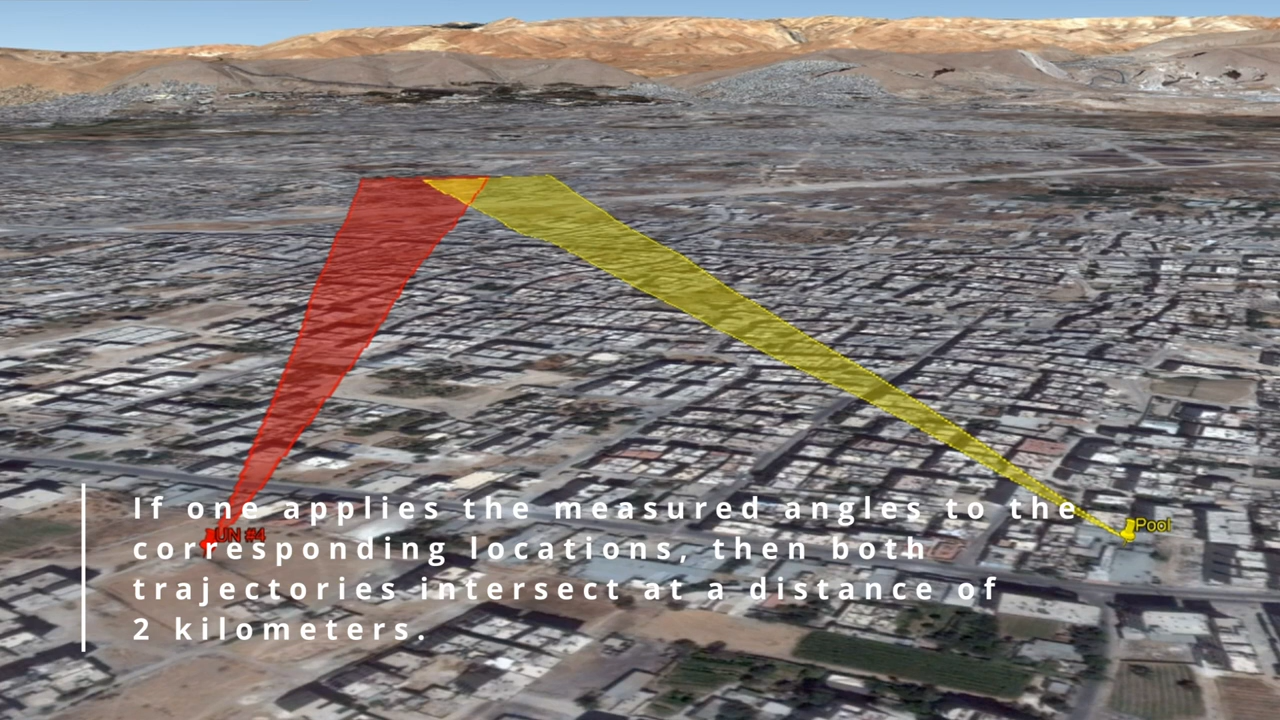 If one applies the measured angles to the
UN #4
Pool
corresponding locations, then both
trajectories intersect at a distance of
2 kilometers.